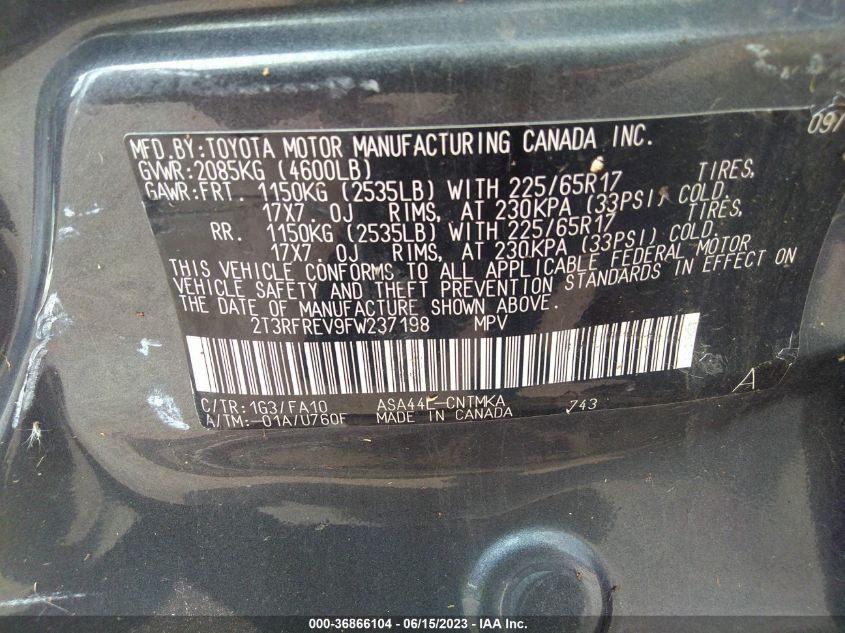 09/
MFD.BY:TOYOTA MOTOR MANUFACTURING CANADA INC.
GVWR:2085KG (4600LB)
GAWR:FRT. 1150KG (2535LB) WITH 225/65R17 TIRES,
17X7.0J RIMS, AT 230KPA (33PSI) COLD.
RR. 1150KG (2535LB) WITH 225/65R17 TIRES,
17X7.0J RIMS, AT 230KPA (33PSI) COLD.
THIS VEHICLE CONFORMS TO ALL APPLICABLE FEDERAL MOTOR
VEHICLE SAFETY AND THEFT PREVENTION STANDARDS IN EFFECT ON
THE DATE OF MANUFACTURE SHOWN ABOVE.
2T3RFREV9FW237198 MPV
C/TR:1G3/FA10 ASA44L-CNTMKA 743 A
A/TM:-01A/U760F MADE IN CANADA
000-36866104 - 06/15/2023 - IAA Inc.